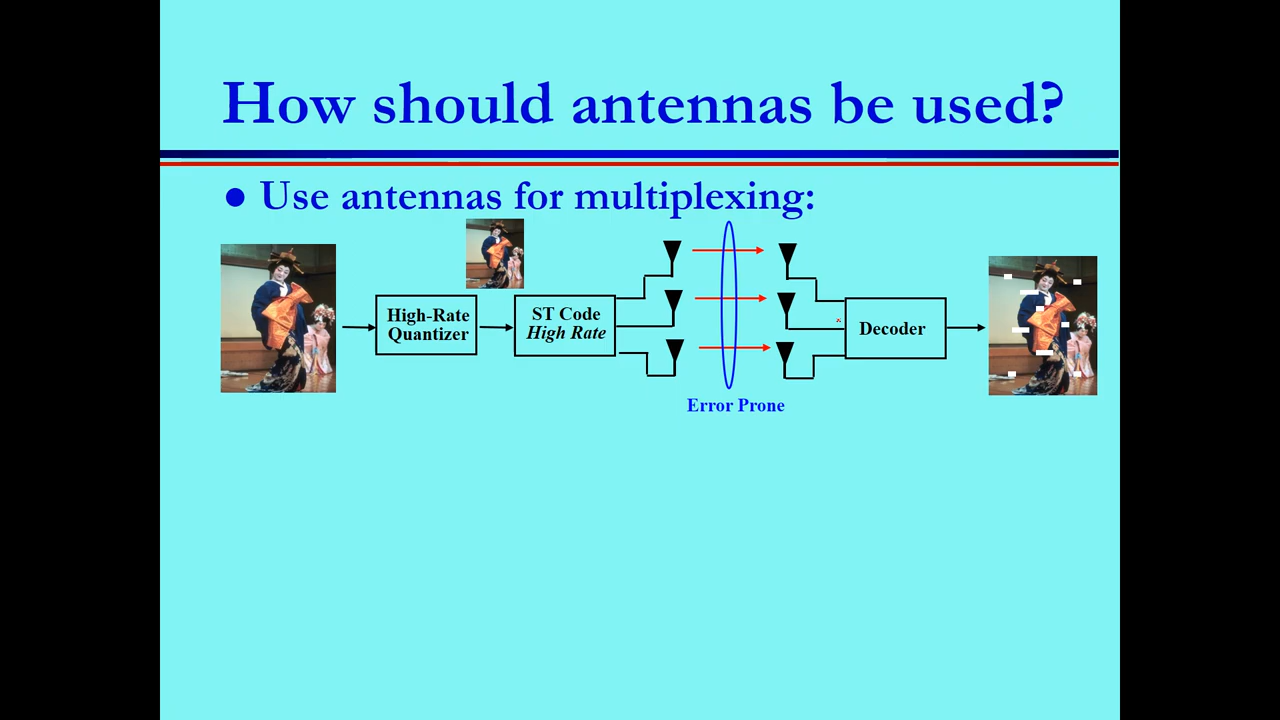 How should antennas be used?
● Use antennas for multiplexing:
High-Rate
Quantizer
ST Code
High Rate
Decoder
Error Prone